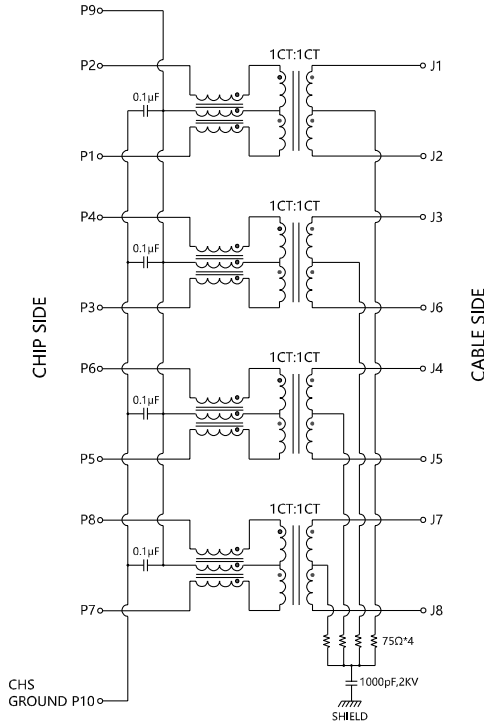 P9
1CT:1CT
P2
J1
0.1μF
P1
J2
1CT:1CT
P4
J3
0.1μF
P3
J6
CHIP SIDE
CABLE SIDE
1CT:1CT
P6
J4
0.1μF
P5
J5
1CT:1CT
P8
J7
0.1μF
P7
J8
75Ω*4
CHS
GROUND P10
1000pF,2KV
SHIELD